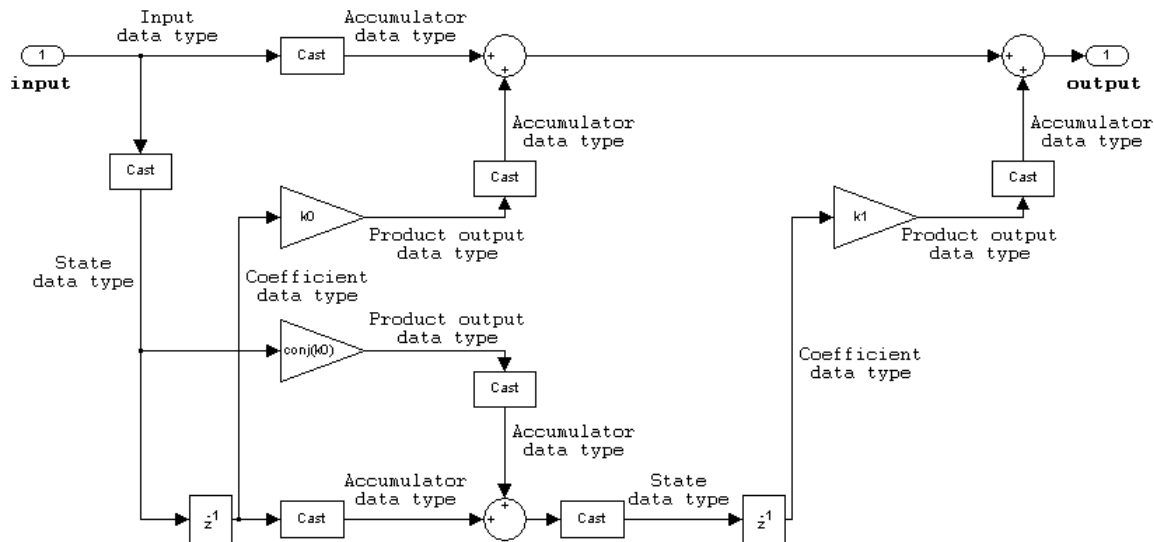 Input
data type
Accumulator
data type
1
input
Cast
+
+
+
+
1
output
Accumulator
data type
Accumulator
data type
Cast
Cast
Cast
k0
k1
Product output
data type
Product output
data type
State
data type
Coefficient
data type
Product output
data type
conj(k0)
Coefficient
data type
Cast
Accumulator
data type
Accumulator
data type
State
data type
z-1
Cast
+
+
Cast
z-1